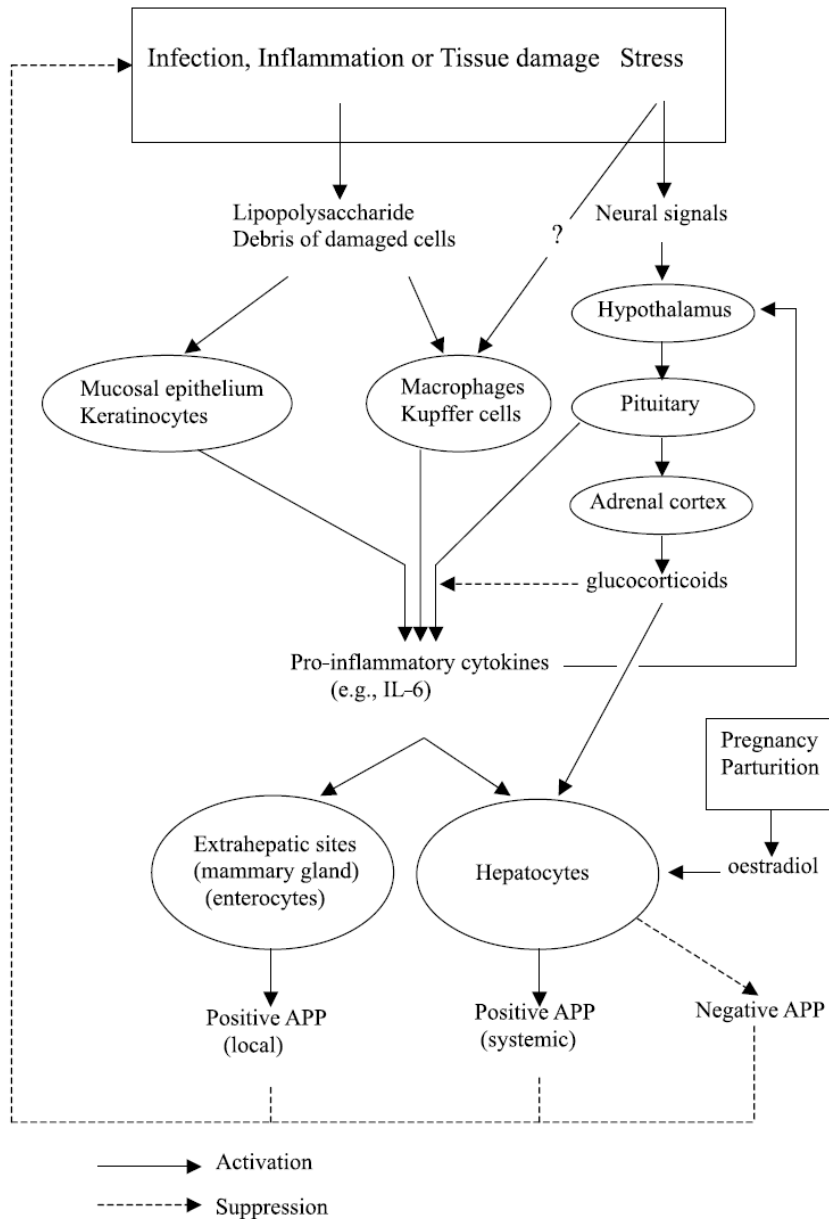 Infection, Inflammation or Tissue damage Stress
Lipopolysaccharide
Debris of damaged cells
?
Neural signals
Hypothalamus
Mucosal epithelium
Keratinocytes
Macrophages
Kupffer cells
Pituitary
Adrenal cortex
glucocorticoids
Pro-inflammatory cytokines
(e.g., IL-6)
Pregnancy
Parturition
Extrahepatic sites
(mammary gland)
(enterocytes)
Hepatocytes
oestradiol
Positive APP
(local)
Positive APP
(systemic)
Negative APP
Activation
Suppression